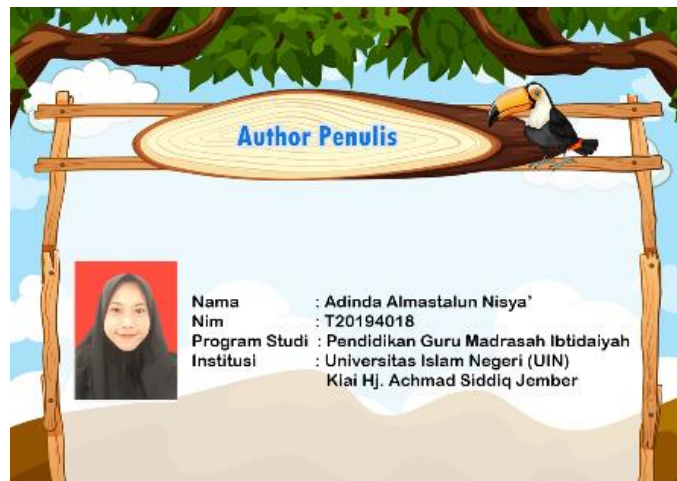 Author Penulis
Nama : Adinda Almastalun Nisya'
Nim : T20194018
Program Studi : Pendidikan Guru Madrasah Ibtidaiyah
Institusi : Universitas Islam Negeri (UIN)
KIai Hj. Achmad Siddiq Jember